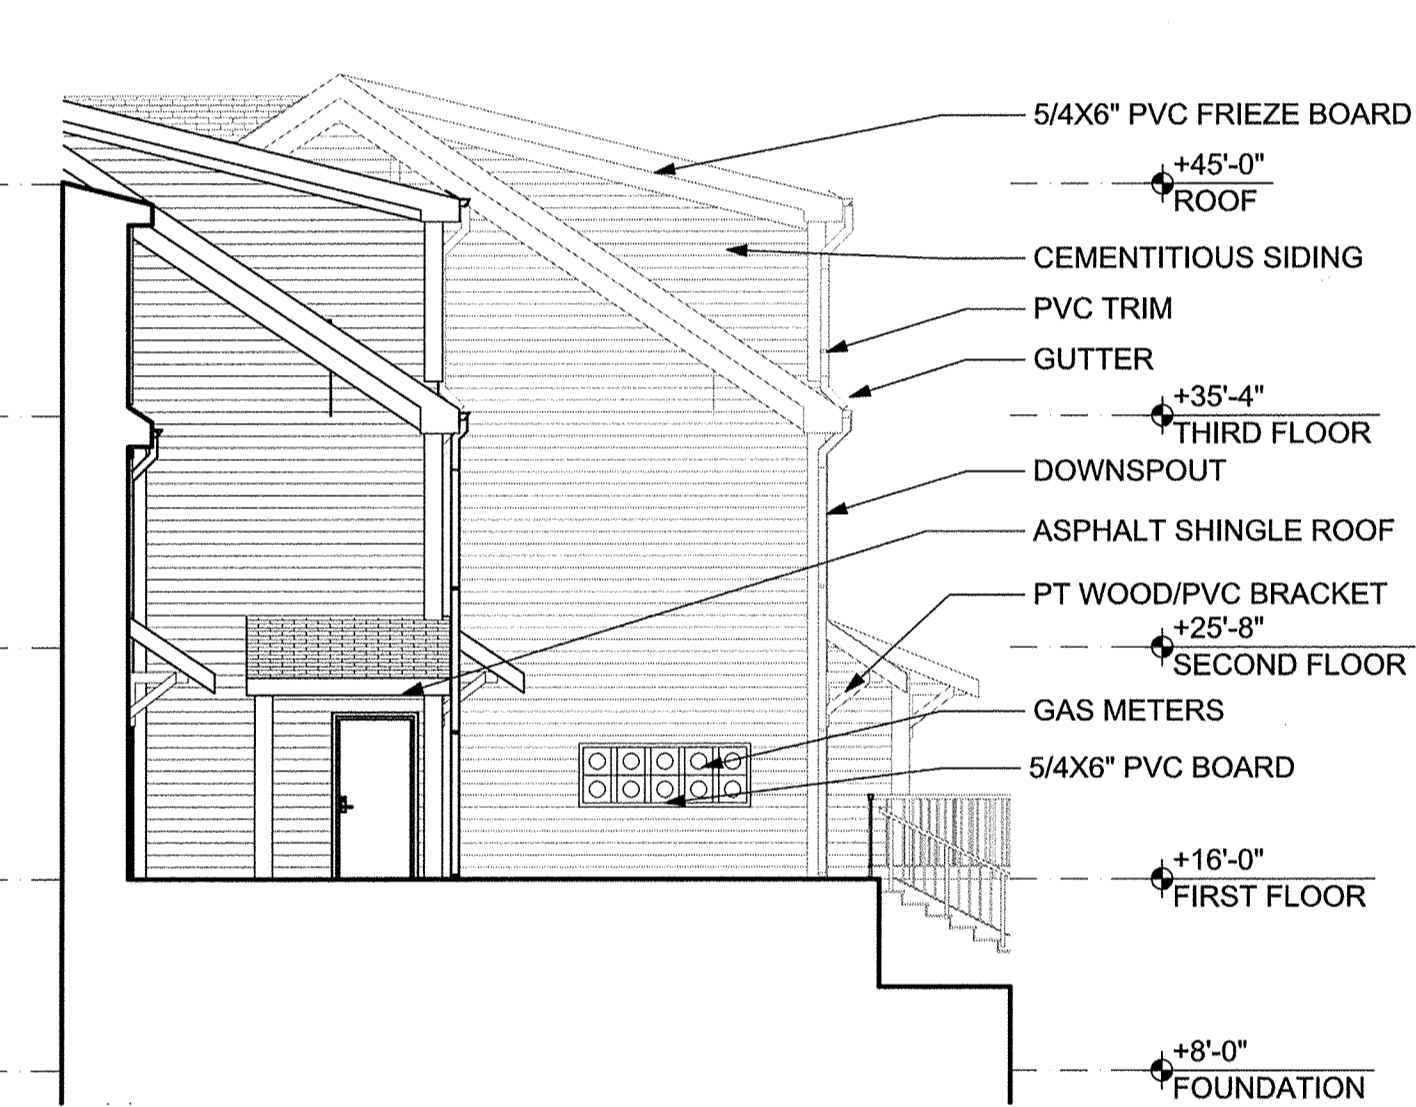 5/4X6" PVC FRIEZE BOARD
+45'-0"
ROOF
CEMENTITIOUS SIDING
PVC TRIM
GUTTER
+35'-4"
THIRD FLOOR
DOWNSPOUT
ASPHALT SHINGLE ROOF
PT WOOD/PVC BRACKET
+25'-8"
SECOND FLOOR
GAS METERS
5/4X6" PVC BOARD
+16'-0"
FIRST FLOOR
+8'-0"
FOUNDATION